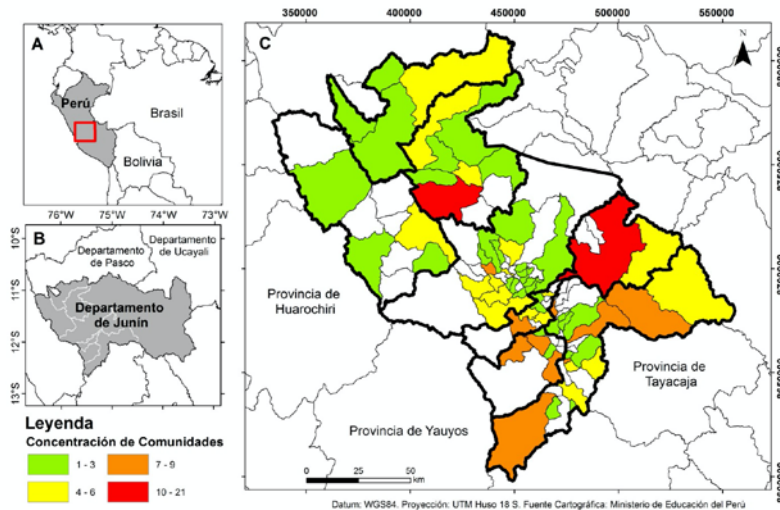 A
Perú
Brasil
Bolivia
76°W
75°W
74°W
73°W
B
Departamento
de Ucayali
Departamento
de Pasco
Departamento
de Junín
10°S
11°S
12°S
13°S
Leyenda
Concentración de Comunidades
1 - 3
7 - 9
4 - 6
10 - 21
350000
400000
450000
500000
550000
C
N
Provincia de
Huarochiri
Provincia de
Tayacaja
Provincia de Yauyos
0
25
50
km
Datum: WGS84. Proyección: UTM Huso 18 S. Fuente Cartográfica: Ministerio de Educación del Perú